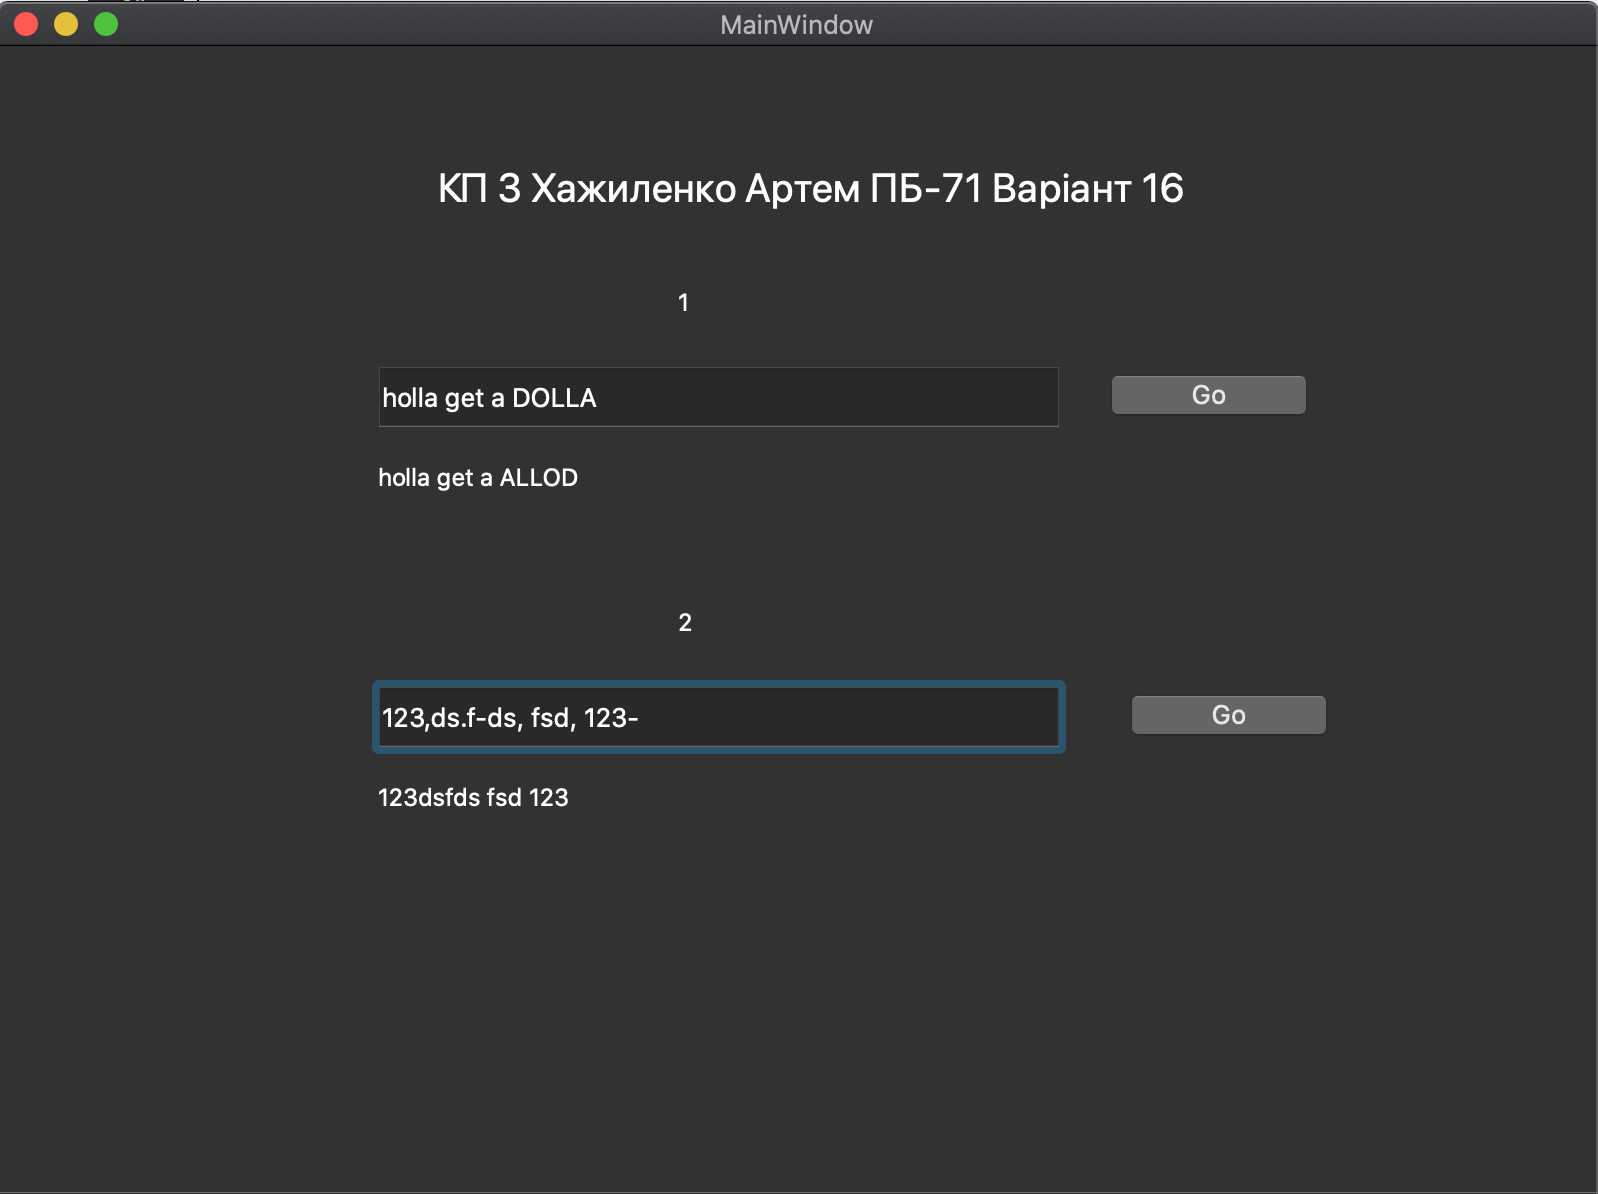 MainWindow
КП 3 Хажиленко Артем ПБ-71 Варіант 16
1
holla get a DOLLA
Go
holla get a ALLOD
2
123,ds.f-ds, fsd, 123-
Go
123dsfds fsd 123